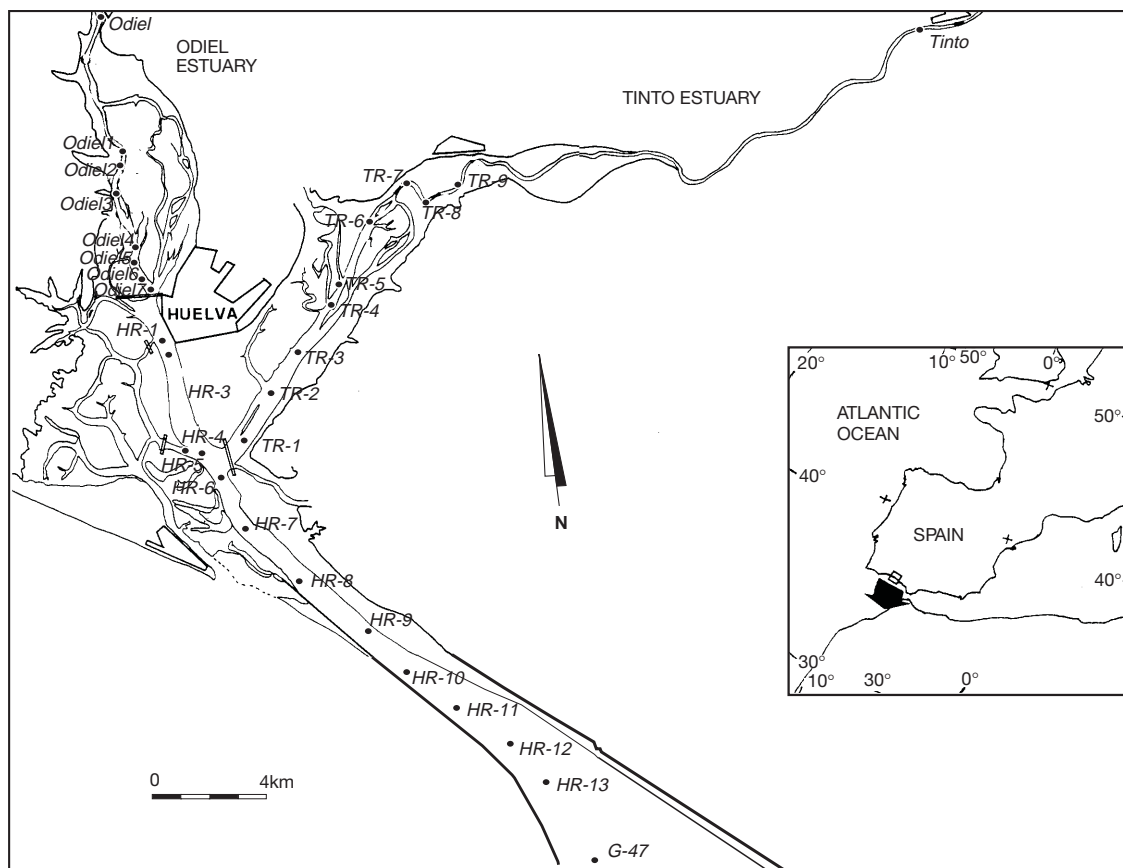 Odiel
ODIEL
ESTUARY
Tinto
TINTO ESTUARY
Odiel1
Odiel2
Odiel3
Odiel4
Odiel5
Odiel6
Odiel7
TR-7
TR-9
TR-8
TR-6
TR-5
TR-4
HUELVA
HR-1
TR-3
HR-3
TR-2
HR-4
TR-1
HR-5
HR-6
HR-7
N
HR-8
HR-9
HR-10
HR-11
HR-12
HR-13
G-47
0 4km
20° 10° 50° 0°
ATLANTIC
OCEAN
50°
40°
SPAIN
40°
30°
10° 30° 0°